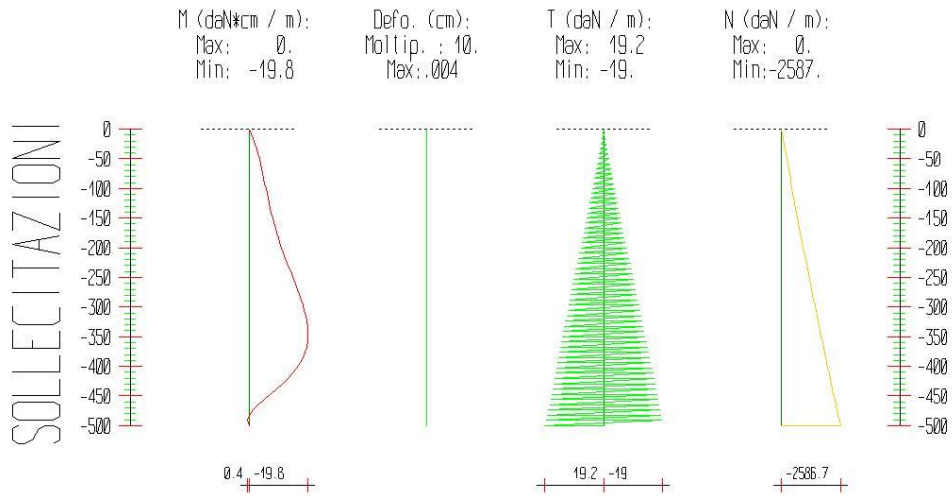 M (daN*cm / m):
Max: 0.
Min: -19.8
Defo. (cm):
Moltip. : 10.
Max: .004
T (daN / m):
Max: 19.2
Min: -19.
N (daN / m):
Max: 0.
Min:-2587.
SOLLECITAZIONI
0
-50
-100
-150
-200
-250
-300
-350
-400
-450
-500
0
-50
-100
-150
-200
-250
-300
-350
-400
-450
-500
0.4 -19.8
19.2 -19
-2586.7